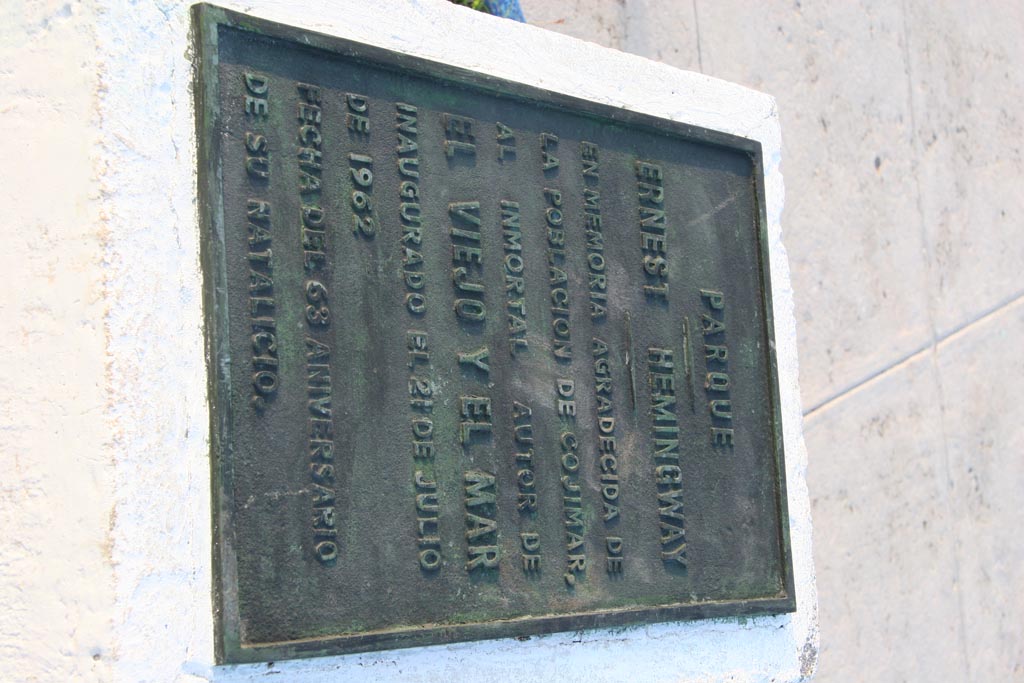 PARQUE
ERNEST HEMINGWAY
EN MEMORIA AGRADECIDA DE
LA POBLACION DE COJIMAR,
AL INMORTAL AUTOR DE
EL VIEJO Y EL MAR
INAUGURADO EL 21 DE JULIO
DE 1962
FECHA DEL 63 ANIVERSARIO
DE SU NATALICIO.